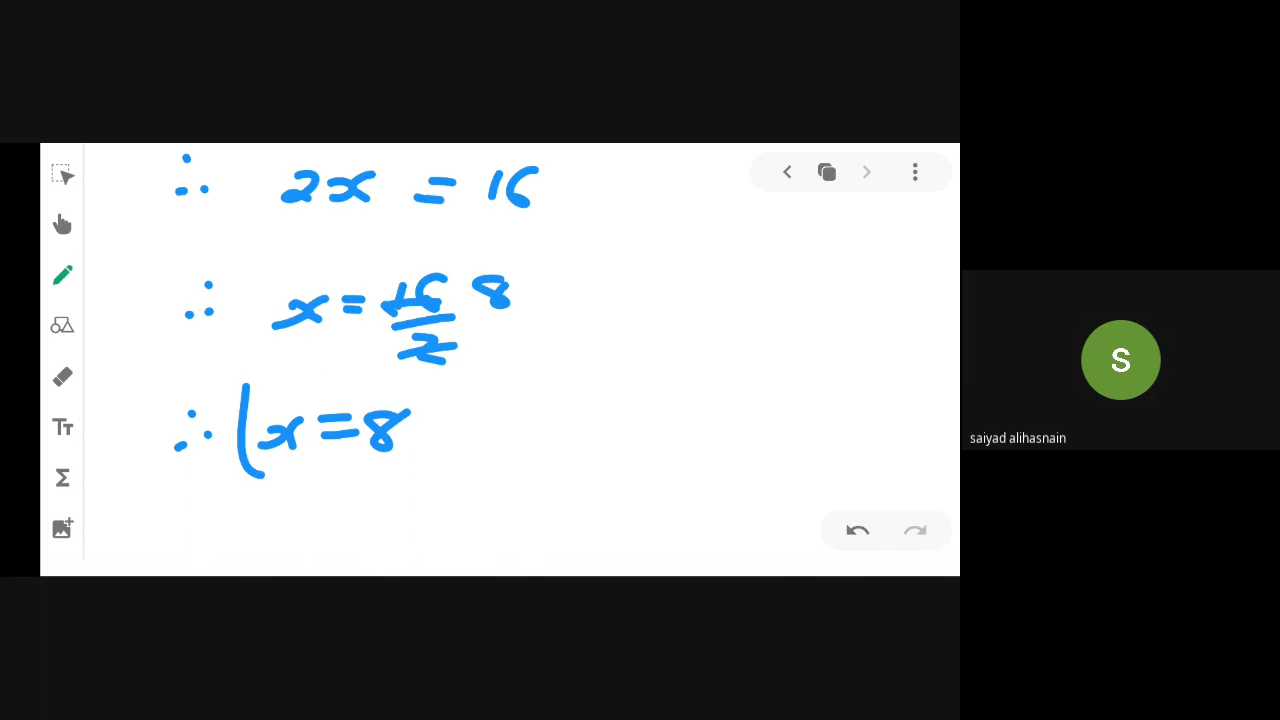 ∴ 2x = 16
∴ x = 16/2 8
∴ x = 8
S
saiyad alihasnain